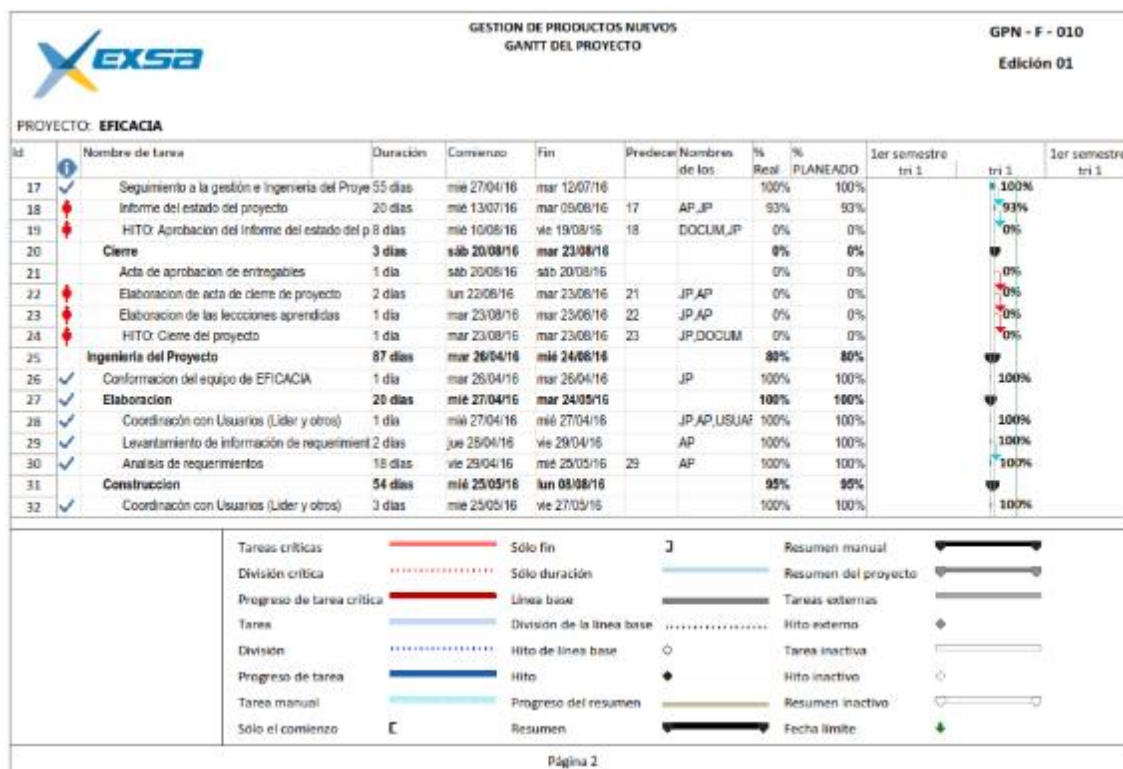 exsa
GESTION DE PRODUCTOS NUEVOS
GANTT DEL PROYECTO
GPN - F - 010
Edición 01
PROYECTO: EFICACIA
Id Nombre de tarea Duración Comienzo Fin Predecer Nombres de los % Real % PLANEADO 1er semestre tri 1 tri 1 1er semestre tri 1
17 Seguimiento a la gestión e Ingenieria del Proye 55 días mié 27/04/16 mar 12/07/16 100% 100% 100%
18 Informe del estado del proyecto 20 días mié 13/07/16 mar 09/08/16 17 AP,JP 93% 93% 93%
19 HITO: Aprobacion del Informe del estado del p 8 días mié 10/08/16 vie 19/08/16 18 DOCUM,JP 0% 0% 0%
20 Cierre 3 días sáb 20/08/16 mar 23/08/16 0% 0%
21 Acta de aprobacion de entregables 1 día sáb 20/08/16 sáb 20/08/16 0% 0% 0%
22 Elaboracion de acta de cierre de proyecto 2 días lun 22/08/16 mar 23/08/16 21 JP,AP 0% 0% 0%
23 Elaboracion de las leccciones aprendidas 1 día mar 23/08/16 mar 23/08/16 22 JP,AP 0% 0% 0%
24 HITO: Cierre del proyecto 1 día mar 23/08/16 mar 23/08/16 23 JP,DOCUM 0% 0% 0%
25 Ingenieria del Proyecto 87 días mar 26/04/16 mié 24/08/16 80% 80%
26 Conformacion del equipo de EFICACIA 1 día mar 26/04/16 mar 26/04/16 JP 100% 100% 100%
27 Elaboracion 20 días mié 27/04/16 mar 24/05/16 100% 100%
28 Coordinacón con Usuarios (Lider y otros) 1 día mié 27/04/16 mié 27/04/16 JP,AP,USUAF 100% 100% 100%
29 Levantamiento de información de requerimient 2 días jue 28/04/16 vie 29/04/16 AP 100% 100% 100%
30 Analisis de requerimientos 18 días vie 29/04/16 mié 25/05/16 29 AP 100% 100% 100%
31 Construccion 54 días mié 25/05/16 lun 08/08/16 95% 95%
32 Coordinacón con Usuarios (Lider y otros) 3 días mié 25/05/16 vie 27/05/16 100% 100% 100%
Tareas críticas Sólo fin Resumen manual
División crítica Sólo duración Resumen del proyecto
Progreso de tarea crítica Línea base Tareas externas
Tarea División de la línea base Hito externo
División Hito de línea base Tarea inactiva
Progreso de tarea Hito Hito inactivo
Tarea manual Progreso del resumen Resumen inactivo
Sólo el comienzo Resumen Fecha límite
Página 2